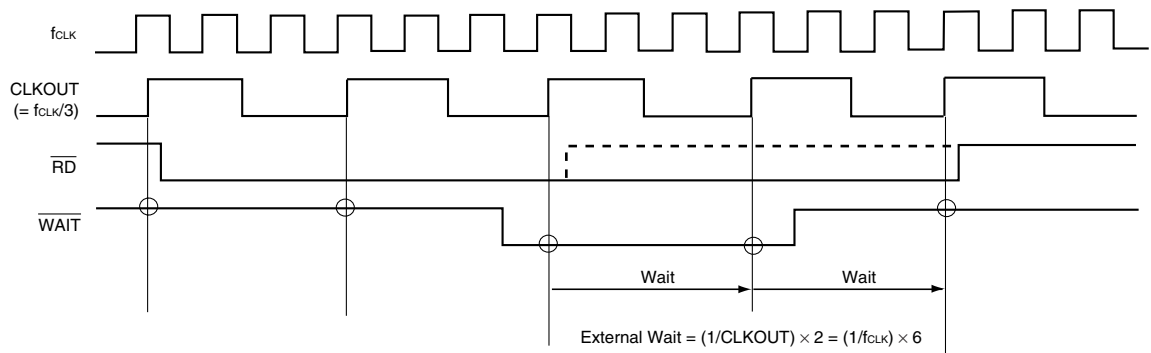 fCLK
CLKOUT
(= fCLK/3)
RD
WAIT
Wait
Wait
External Wait = (1/CLKOUT) × 2 = (1/fCLK) × 6